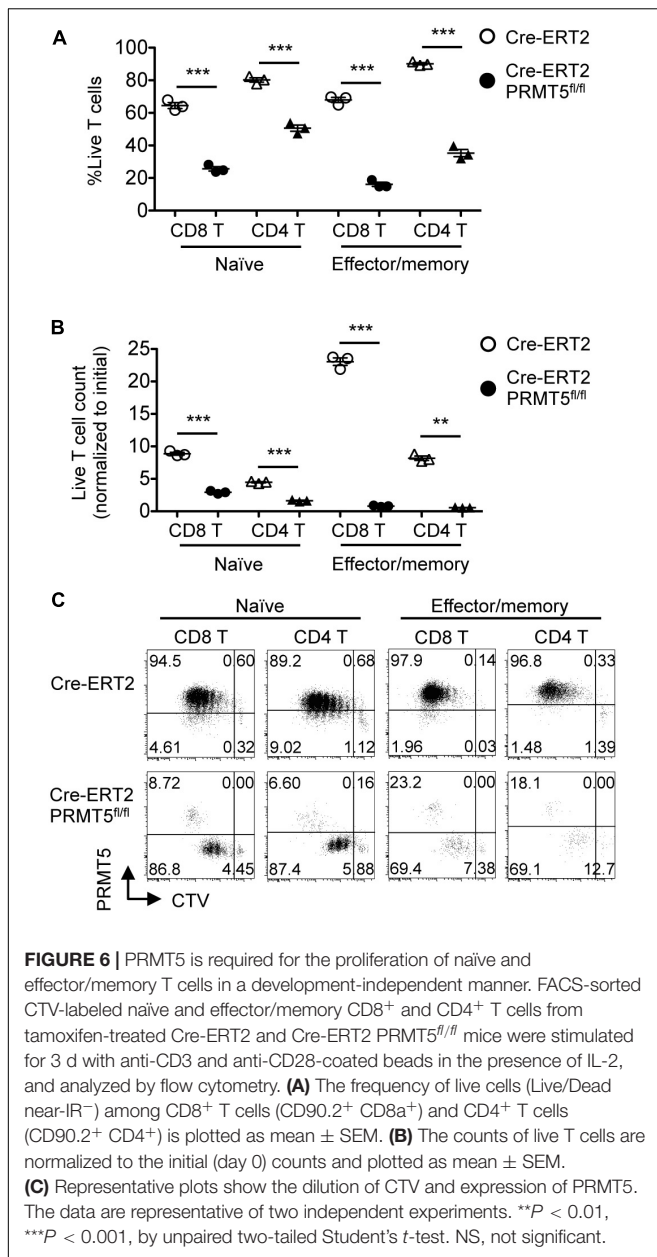 A
*** *** *** ***
Cre-ERT2
Cre-ERT2
PRMT5fl/fl
%Live T cells
100
80
60
40
20
0
CD8 T CD4 T CD8 T CD4 T
Naïve Effector/memory
B
*** *** *** **
Cre-ERT2
Cre-ERT2
PRMT5fl/fl
Live T cell count
(normalized to initial)
25
20
15
10
5
0
CD8 T CD4 T CD8 T CD4 T
Naïve Effector/memory
C
Naïve Effector/memory
CD8 T CD4 T CD8 T CD4 T
Cre-ERT2
94.5 0.60 89.2 0.68 97.9 0.14 96.8 0.33
4.61 0.32 9.02 1.12 1.96 0.03 1.48 1.39
Cre-ERT2
PRMT5fl/fl
8.72 0.00 6.60 0.16 23.2 0.00 18.1 0.00
86.8 4.45 87.4 5.88 69.4 7.38 69.1 12.7
PRMT5
CTV
FIGURE 6 | PRMT5 is required for the proliferation of naïve and
effector/memory T cells in a development-independent manner. FACS-sorted
CTV-labeled naïve and effector/memory CD8+ and CD4+ T cells from
tamoxifen-treated Cre-ERT2 and Cre-ERT2 PRMT5fl/fl mice were stimulated
for 3 d with anti-CD3 and anti-CD28-coated beads in the presence of IL-2,
and analyzed by flow cytometry. (A) The frequency of live cells (Live/Dead
near-IR−) among CD8+ T cells (CD90.2+ CD8a+) and CD4+ T cells
(CD90.2+ CD4+) is plotted as mean ± SEM. (B) The counts of live T cells are
normalized to the initial (day 0) counts and plotted as mean ± SEM.
(C) Representative plots show the dilution of CTV and expression of PRMT5.
The data are representative of two independent experiments. **P < 0.01,
***P < 0.001, by unpaired two-tailed Student's t-test. NS, not significant.